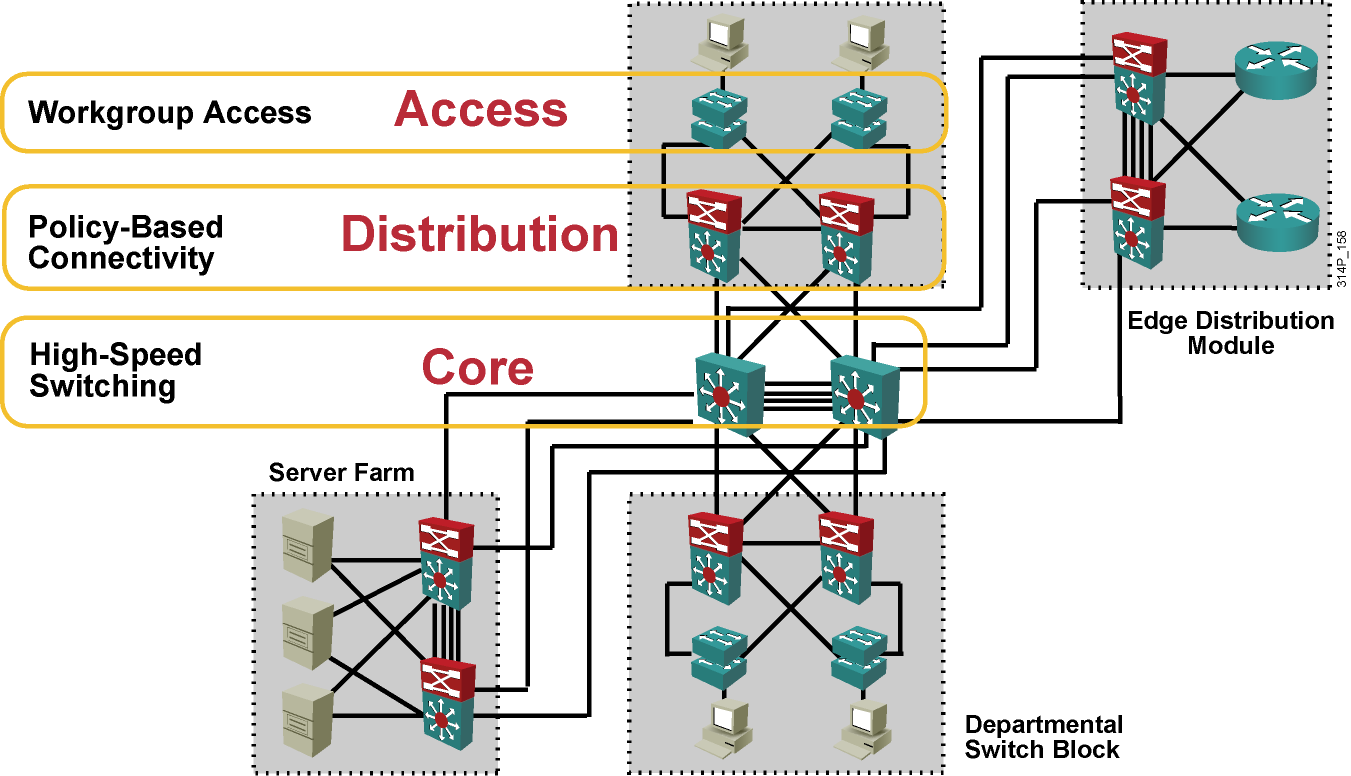 Workgroup Access
Access
Policy-Based
Connectivity
Distribution
High-Speed
Switching
Core
Edge Distribution
Module
314P_158
Server Farm
Departmental
Switch Block